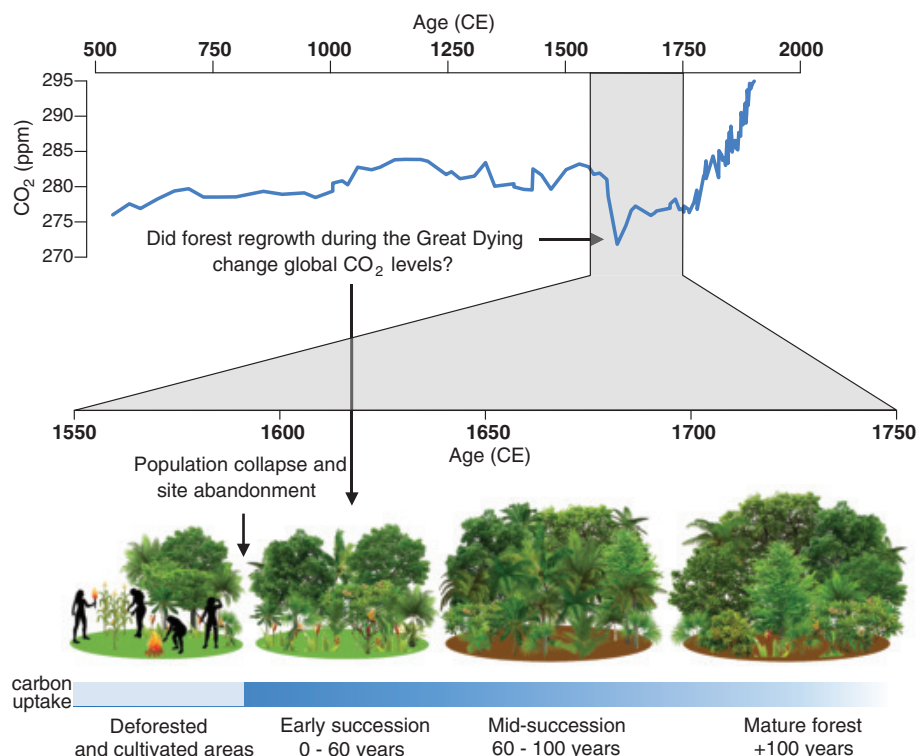 Age (CE)
500 750 1000 1250 1500 1750 2000
295
290
285
280
275
270
CO2 (ppm)
Did forest regrowth during the Great Dying
change global CO2 levels?
1550 1600 1650 1700 1750
Age (CE)
Population collapse and
site abandonment
carbon
uptake
Deforested
and cultivated areas
Early succession
0 - 60 years
Mid-succession
60 - 100 years
Mature forest
+100 years